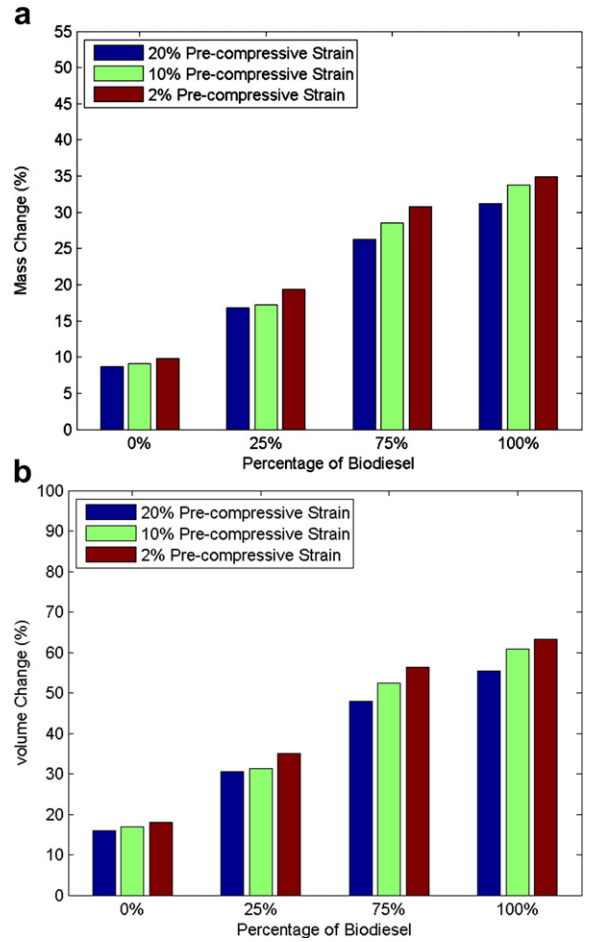 a
55
50
45
40
35
30
25
20
15
10
5
0
Mass Change (%)
20% Pre-compressive Strain
10% Pre-compressive Strain
2% Pre-compressive Strain
0% 25% 75% 100%
Percentage of Biodiesel
b
100
90
80
70
60
50
40
30
20
10
0
volume Change (%)
20% Pre-compressive Strain
10% Pre-compressive Strain
2% Pre-compressive Strain
0% 25% 75% 100%
Percentage of Biodiesel